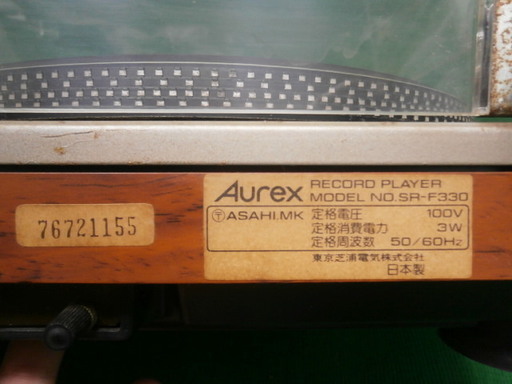 76721155
Aurex RECORD PLAYER
MODEL NO.SR-F330
〒 ASAHI.MK 定格電圧 100V
定格消費電力 3W
定格周波数 50/60Hz
東京芝浦電気株式会社
日本製